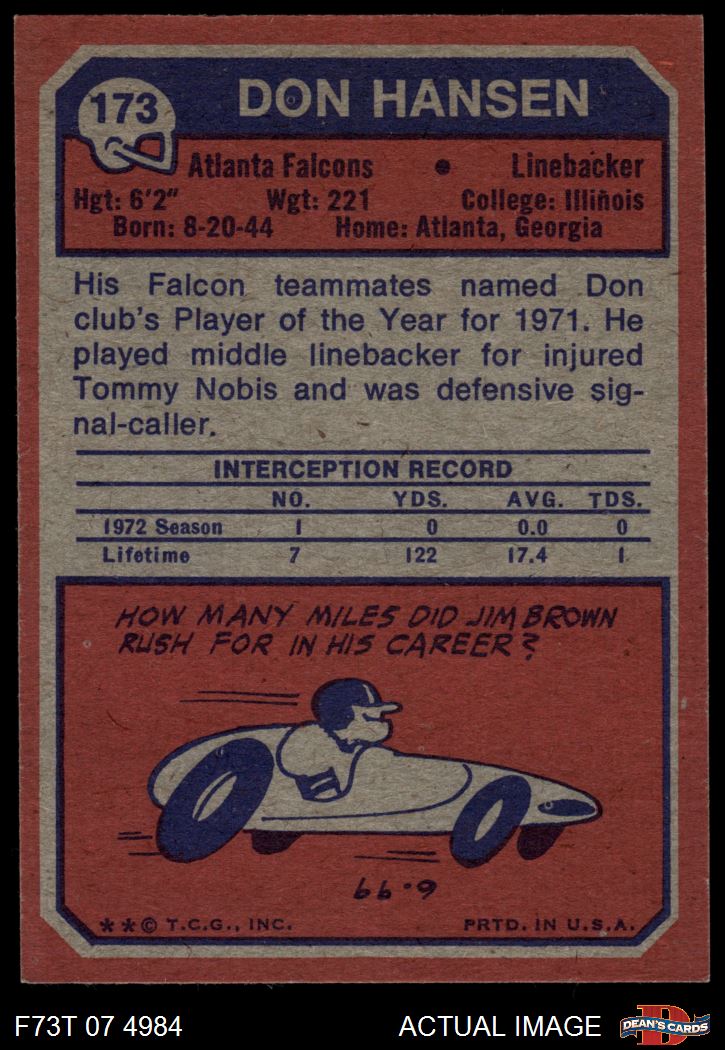 173
DON HANSEN
Atlanta Falcons • Linebacker
Hgt: 6'2" Wgt: 221 College: Illinois
Born: 8-20-44 Home: Atlanta, Georgia
His Falcon teammates named Don
club's Player of the Year for 1971. He
played middle linebacker for injured
Tommy Nobis and was defensive sig-
nal-caller.
INTERCEPTION RECORD
NO. YDS. AVG. TDS.
1972 Season 1 0 0.0 0
Lifetime 7 122 17.4 1
HOW MANY MILES DID JIM BROWN
RUSH FOR IN HIS CAREER?
6.99
**© T.C.G., INC. PRTD. IN U.S.A.
F73T 07 4984 ACTUAL IMAGE DEAN'S CARDS